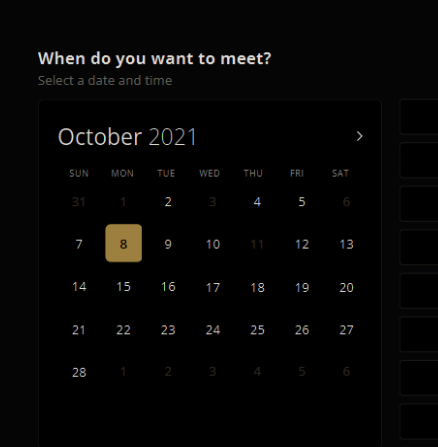 When do you want to meet?
Select a date and time
October 2021
SUN MON TUE WED THU FRI SAT
31 1 2 3 4 5 6
7 8 9 10 11 12 13
14 15 16 17 18 19 20
21 22 23 24 25 26 27
28 1 2 3 4 5 6